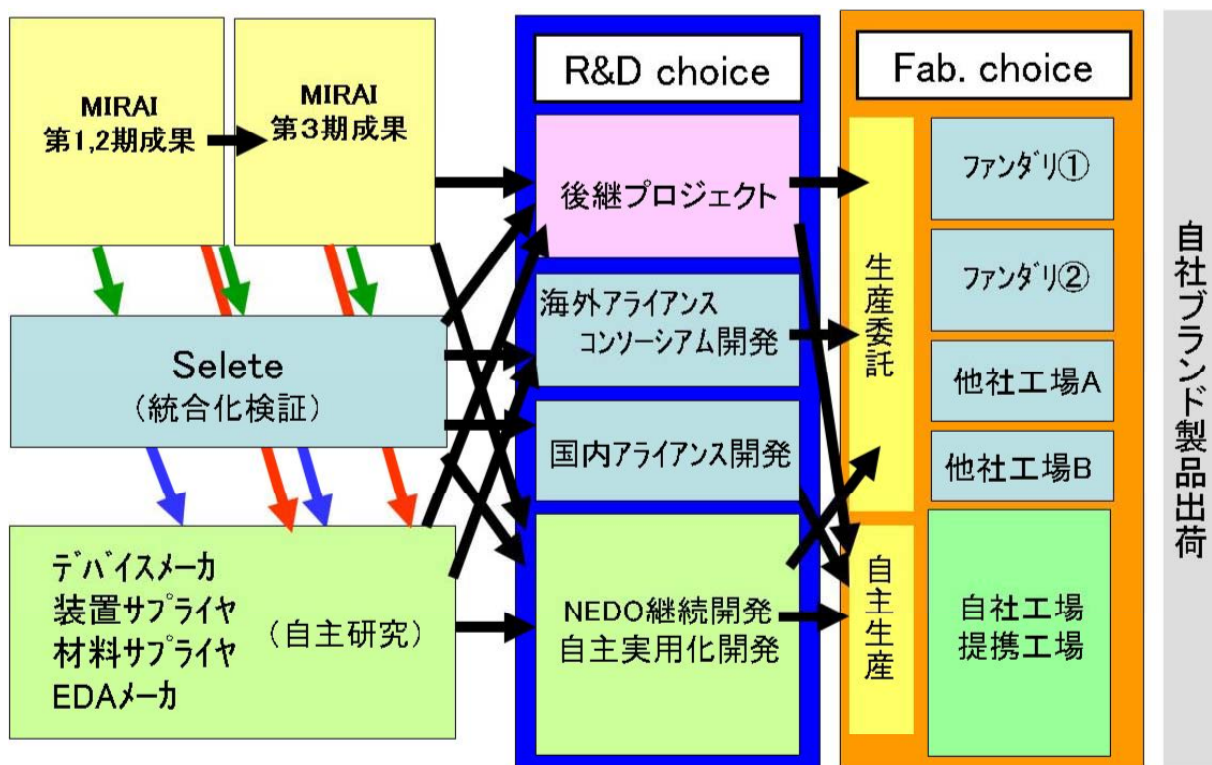 MIRAI
第1,2期成果
MIRAI
第3期成果
Selete
(統合化検証)
デバイスメーカ
装置サプライヤ
材料サプライヤ
EDAメーカ
(自主研究)
R&D choice
後継プロジェクト
海外アライアンス
コンソーシアム開発
国内アライアンス開発
NEDO継続開発
自主実用化開発
Fab. choice
生産委託
自主生産
ファンダリ①
ファンダリ②
他社工場A
他社工場B
自社工場
提携工場
自社ブランド製品出荷